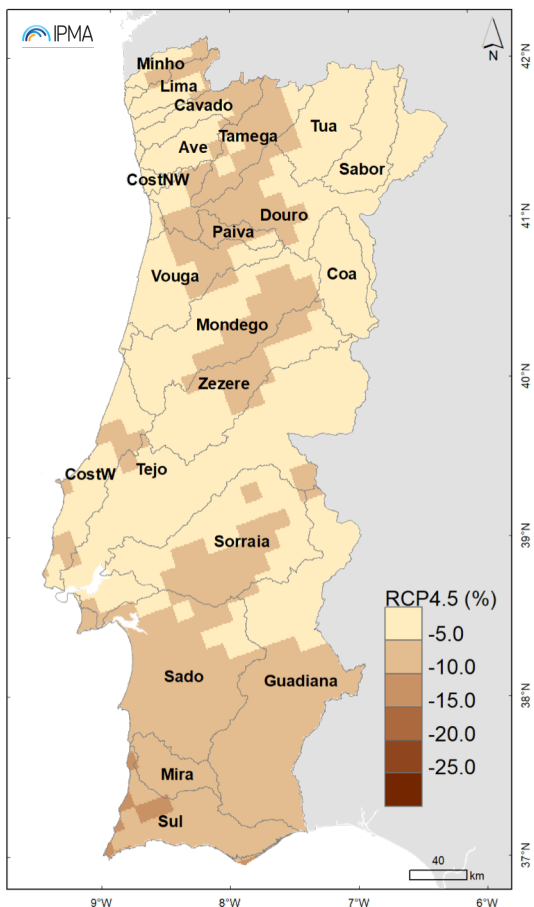 IPMA
N
42°N
Minho
Lima
Cavado
Tamega
Tua
Ave
Sabor
CostNW
41°N
Douro
Paiva
Vouga
Coa
Mondego
40°N
Zezere
CostW
Tejo
39°N
Sorraia
RCP4.5 (%)
-5.0
-10.0
-15.0
-20.0
-25.0
Sado
Guadiana
38°N
Mira
Sul
37°N
40
km
9°W
8°W
7°W
6°W